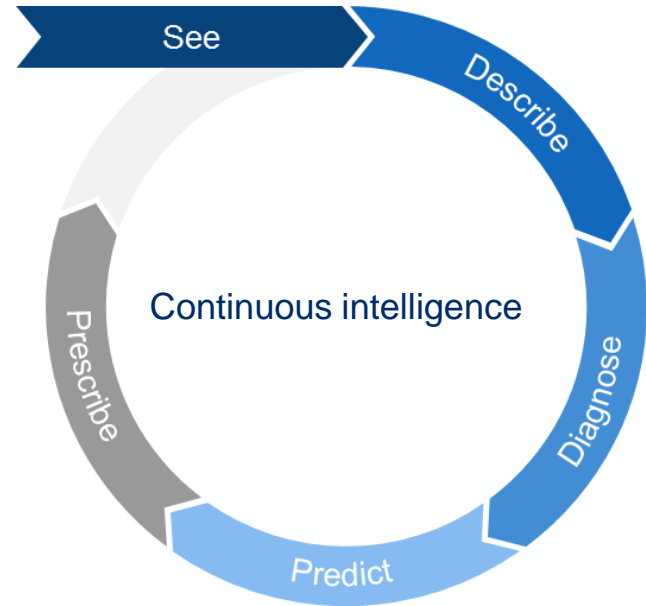 See
Describe
Diagnose
Predict
Prescribe
Continuous intelligence